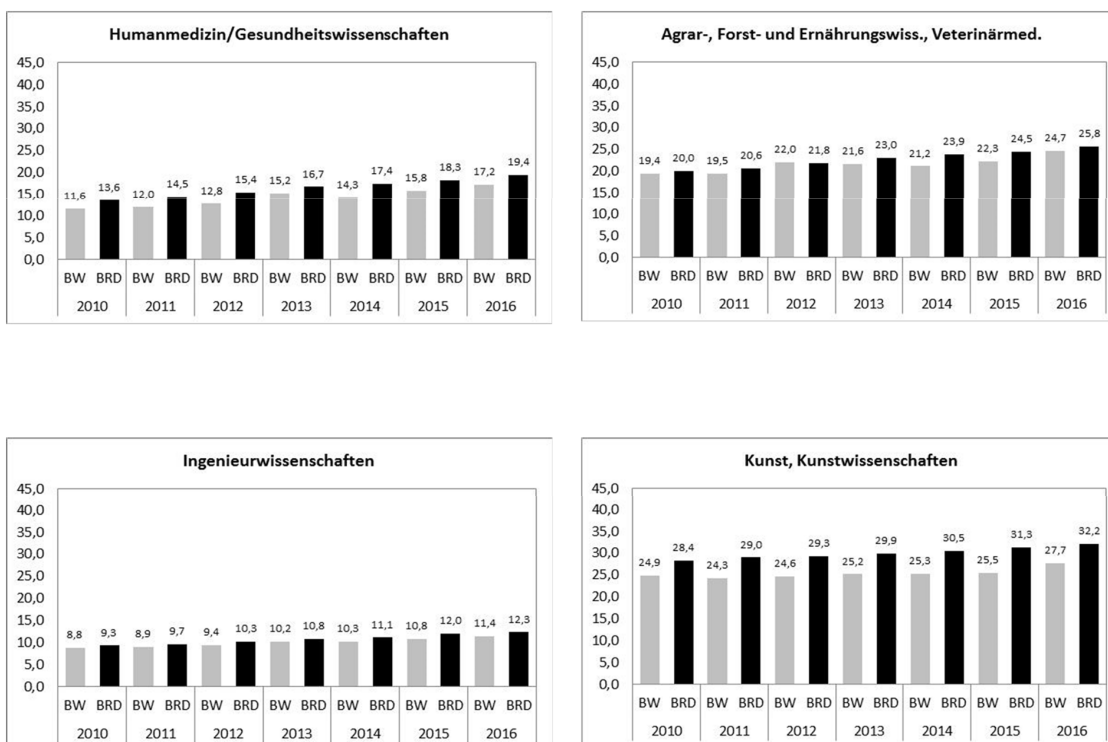 Humanmedizin/Gesundheitswissenschaften
45,0
40,0
35,0
30,0
25,0
20,0
15,0
10,0
5,0
0,0
11,6 13,6 12,0 14,5 12,8 15,4 15,2 16,7 14,3 17,4 15,8 18,3 17,2 19,4
BW BRD BW BRD BW BRD BW BRD BW BRD BW BRD BW BRD
2010 2011 2012 2013 2014 2015 2016
Agrar-, Forst- und Ernährungswiss., Veterinärmed.
45,0
40,0
35,0
30,0
25,0
20,0
15,0
10,0
5,0
0,0
19,4 20,0 19,5 20,6 22,0 21,8 21,6 23,0 21,2 23,9 22,3 24,5 24,7 25,8
BW BRD BW BRD BW BRD BW BRD BW BRD BW BRD BW BRD
2010 2011 2012 2013 2014 2015 2016
Ingenieurwissenschaften
45,0
40,0
35,0
30,0
25,0
20,0
15,0
10,0
5,0
0,0
8,8 9,3 8,9 9,7 9,4 10,3 10,2 10,8 10,3 11,1 10,8 12,0 11,4 12,3
BW BRD BW BRD BW BRD BW BRD BW BRD BW BRD BW BRD
2010 2011 2012 2013 2014 2015 2016
Kunst, Kunstwissenschaften
45,0
40,0
35,0
30,0
25,0
20,0
15,0
10,0
5,0
0,0
24,9 28,4 24,3 29,0 24,6 29,3 25,2 29,9 25,3 30,5 25,5 31,3 27,7 32,2
BW BRD BW BRD BW BRD BW BRD BW BRD BW BRD BW BRD
2010 2011 2012 2013 2014 2015 2016